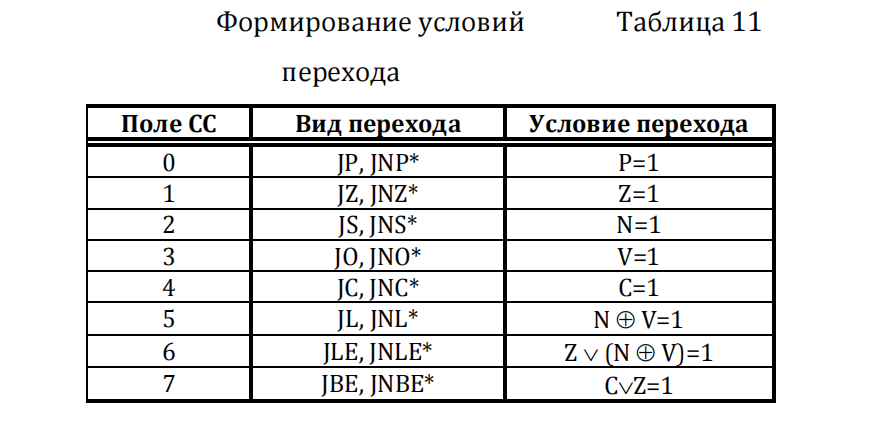 Формирование условий Таблица 11
перехода
Поле CC Вид перехода Условие перехода
0 JP, JNP* P=1
1 JZ, JNZ* Z=1
2 JS, JNS* N=1
3 JO, JNO* V=1
4 JC, JNC* C=1
5 JL, JNL* N ⊕ V=1
6 JLE, JNLE* Z ∨ (N ⊕ V)=1
7 JBE, JNBE* C∨Z=1